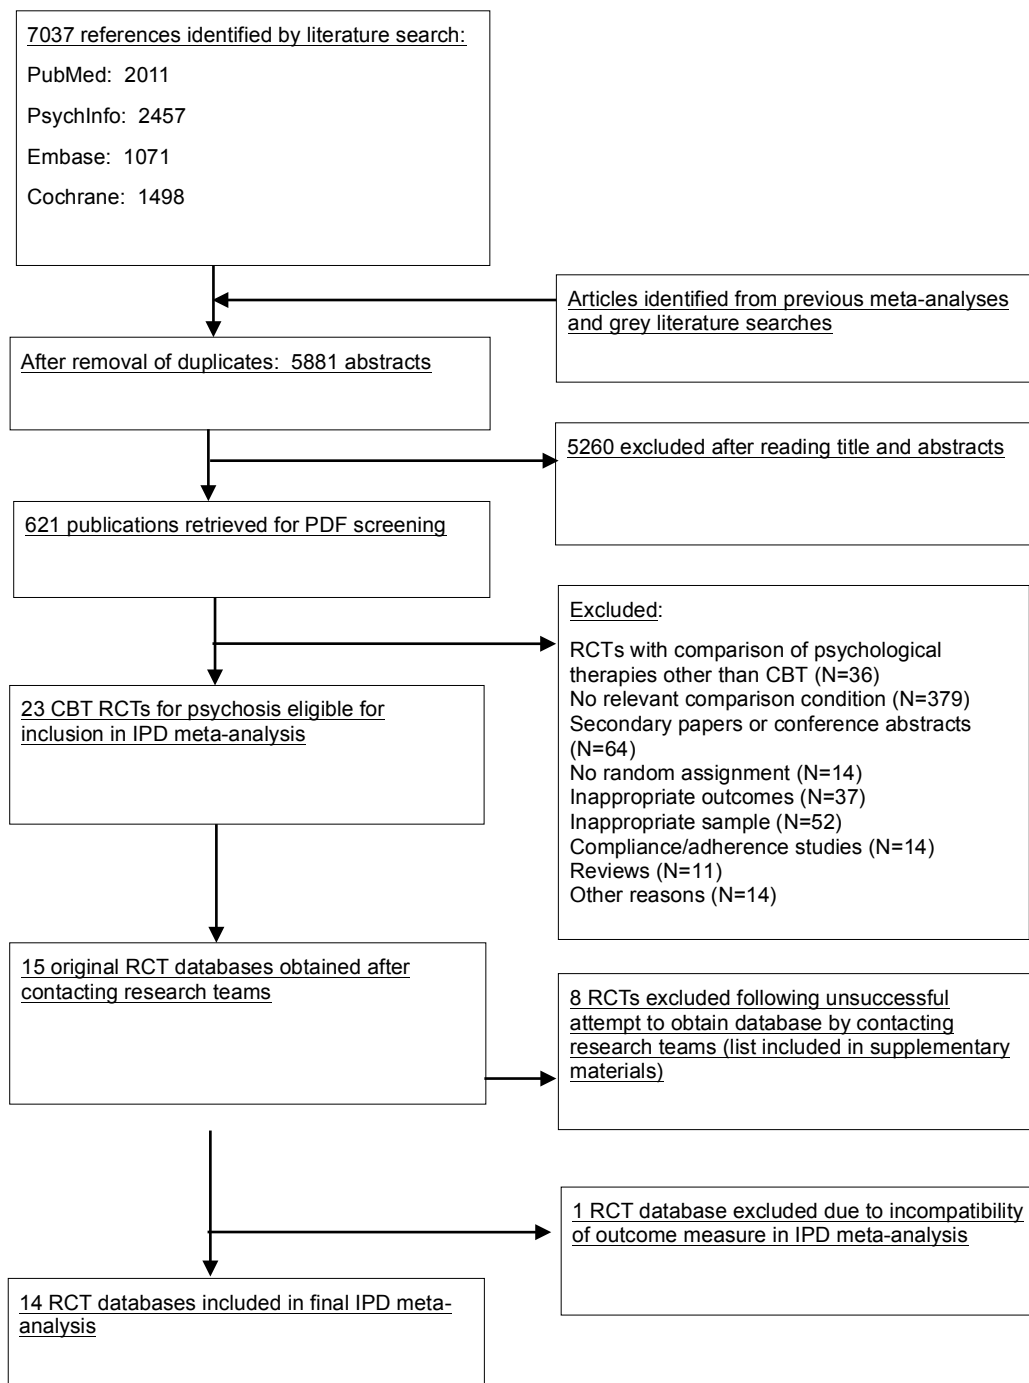 7037 references identified by literature search:
PubMed: 2011
PsychInfo: 2457
Embase: 1071
Cochrane: 1498
Articles identified from previous meta-analyses
and grey literature searches
After removal of duplicates: 5881 abstracts
5260 excluded after reading title and abstracts
621 publications retrieved for PDF screening
Excluded:
RCTs with comparison of psychological
therapies other than CBT (N=36)
No relevant comparison condition (N=379)
Secondary papers or conference abstracts
(N=64)
No random assignment (N=14)
Inappropriate outcomes (N=37)
Inappropriate sample (N=52)
Compliance/adherence studies (N=14)
Reviews (N=11)
Other reasons (N=14)
23 CBT RCTs for psychosis eligible for
inclusion in IPD meta-analysis
15 original RCT databases obtained after
contacting research teams
8 RCTs excluded following unsuccessful
attempt to obtain database by contacting
research teams (list included in supplementary
materials)
1 RCT database excluded due to incompatibility
of outcome measure in IPD meta-analysis
14 RCT databases included in final IPD meta-
analysis